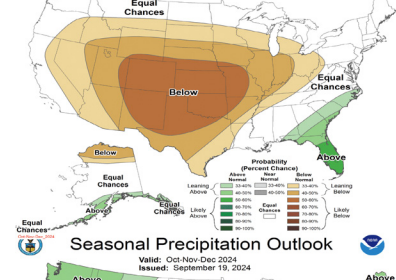 Equal
Chances
Equal
Chances
Below
Above
Below
Equal
Chances
Above
Equal
Chances
Probability
(Percent Chance)
Above Normal
Near Normal
Below Normal
Leaning Above
Likely Above
Equal Chances
Leaning Below
Likely Below
33-40%
40-50%
50-60%
60-70%
70-80%
80-90%
90-100%
33-40%
40-50%
33-40%
40-50%
50-60%
60-70%
70-80%
80-90%
90-100%
Seasonal Precipitation Outlook
Valid: Oct-Nov-Dec 2024
Issued: September 19, 2024
Above